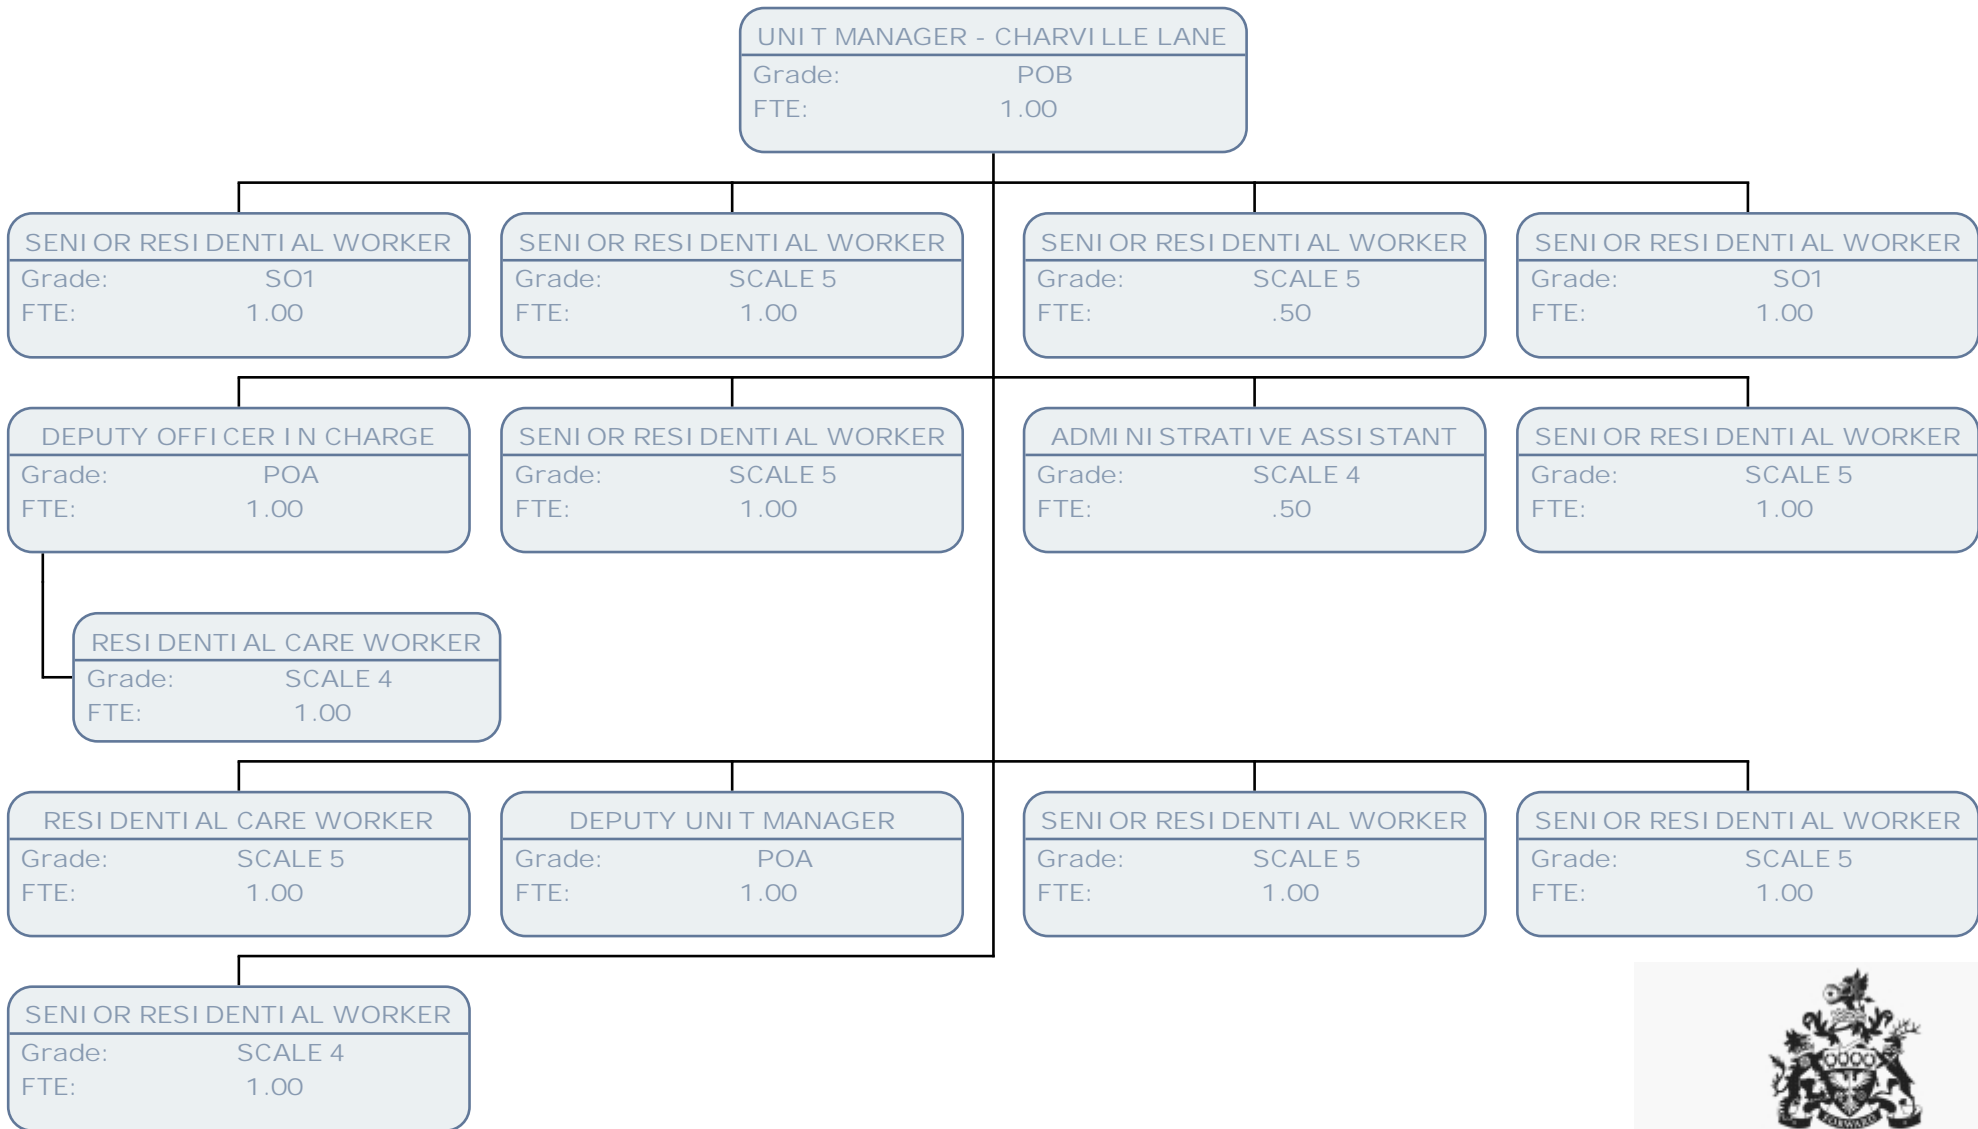 UNIT MANAGER - CHARVILLE LANE
Grade: POB
FTE: 1.00
SENIOR RESIDENTIAL WORKER
Grade: SO1
FTE: 1.00
SENIOR RESIDENTIAL WORKER
Grade: SCALE 5
FTE: 1.00
SENIOR RESIDENTIAL WORKER
Grade: SCALE 5
FTE: .50
SENIOR RESIDENTIAL WORKER
Grade: SO1
FTE: 1.00
DEPUTY OFFICER IN CHARGE
Grade: POA
FTE: 1.00
SENIOR RESIDENTIAL WORKER
Grade: SCALE 5
FTE: 1.00
ADMINISTRATIVE ASSISTANT
Grade: SCALE 4
FTE: .50
SENIOR RESIDENTIAL WORKER
Grade: SCALE 5
FTE: 1.00
RESIDENTIAL CARE WORKER
Grade: SCALE 4
FTE: 1.00
RESIDENTIAL CARE WORKER
Grade: SCALE 5
FTE: 1.00
DEPUTY UNIT MANAGER
Grade: POA
FTE: 1.00
SENIOR RESIDENTIAL WORKER
Grade: SCALE 5
FTE: 1.00
SENIOR RESIDENTIAL WORKER
Grade: SCALE 5
FTE: 1.00
SENIOR RESIDENTIAL WORKER
Grade: SCALE 4
FTE: 1.00
FORWARD